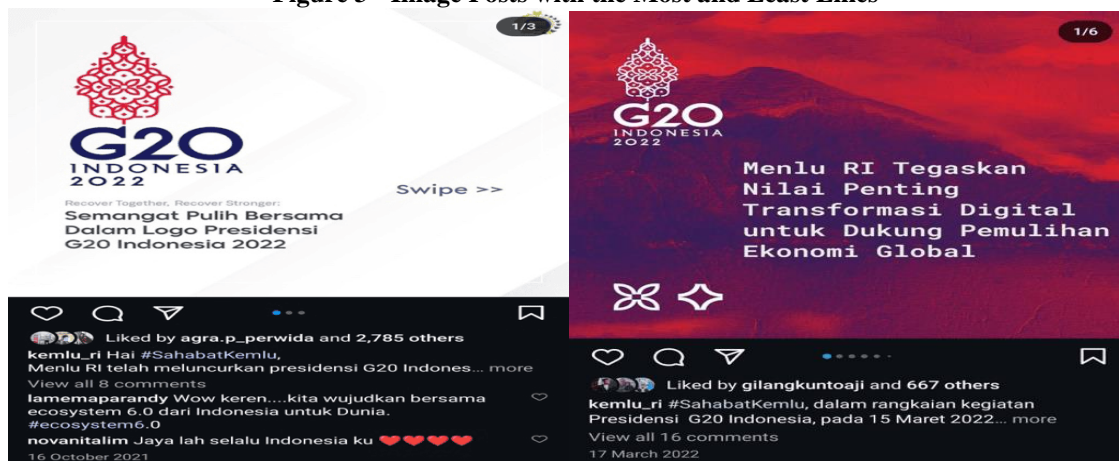 Figure 3 - Image Posts with the Most and Least Likes
1/3
G20
INDONESIA
2022
Recover Together, Recover Stronger:
Semangat Pulih Bersama
Dalam Logo Presidensi
G20 Indonesia 2022
Swipe >>
Liked by agra.p_perwida and 2,785 others
kemlu_ri Hai #SahabatKemlu,
Menlu RI telah meluncurkan presidensi G20 Indones... more
View all 8 comments
lamemaparandy Wow keren....kita wujudkan bersama
ecosystem 6.0 dari Indonesia untuk Dunia.
#ecosystem6.0
novanitalim Jaya lah selalu Indonesia ku ❤️❤️❤️❤️
16 October 2021
1/6
G20
INDONESIA
2022
Menlu RI Tegaskan
Nilai Penting
Transformasi Digital
untuk Dukung Pemulihan
Ekonomi Global
Liked by gilangkuntoaji and 667 others
kemlu_ri #SahabatKemlu, dalam rangkaian kegiatan
Presidensi G20 Indonesia, pada 15 Maret 2022... more
View all 16 comments
17 March 2022